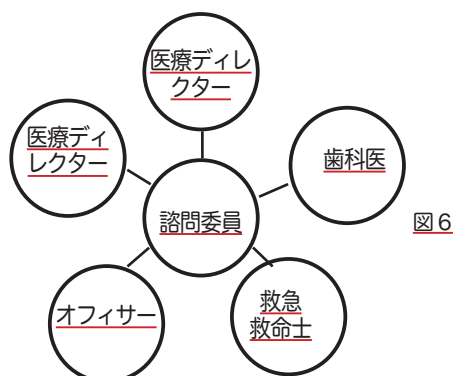 医療ディレ
クター
医療ディ
レクター
歯科医
諮問委員
図6
オフィサー
救急
救命士